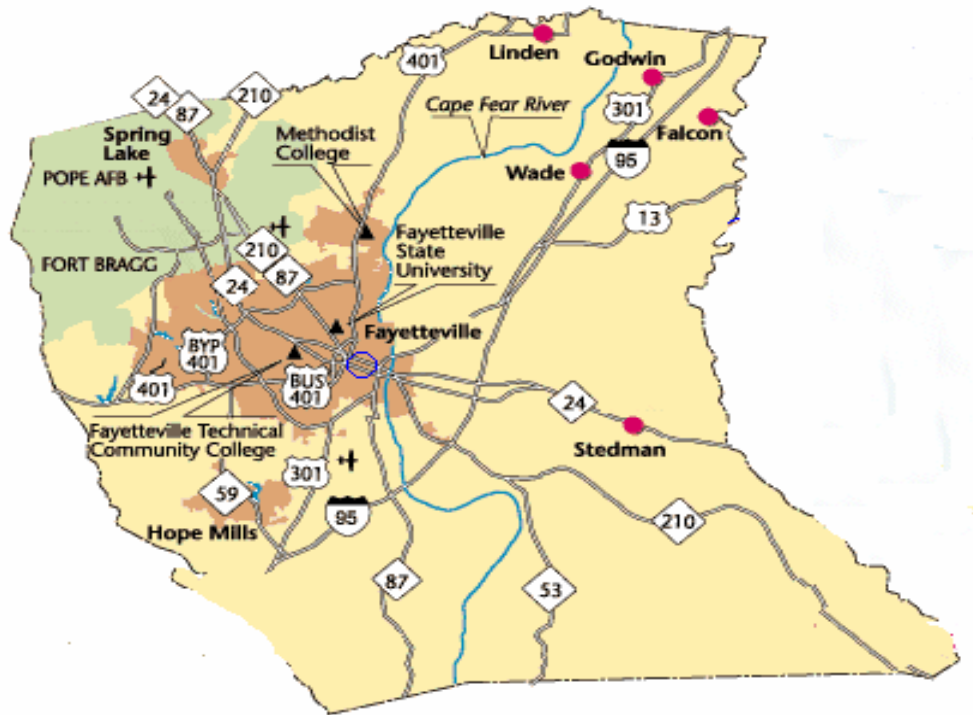 Linden
401
Godwin
24
87
210
Cape Fear River
301
Spring
Lake
Methodist
College
Falcon
95
Wade
POPE AFB
13
Fayetteville
State
University
FORT BRAGG
210
87
24
Fayetteville
BYP
401
401
BUS
401
24
Fayetteville Technical
Community College
Stedman
301
59
95
210
Hope Mills
87
53